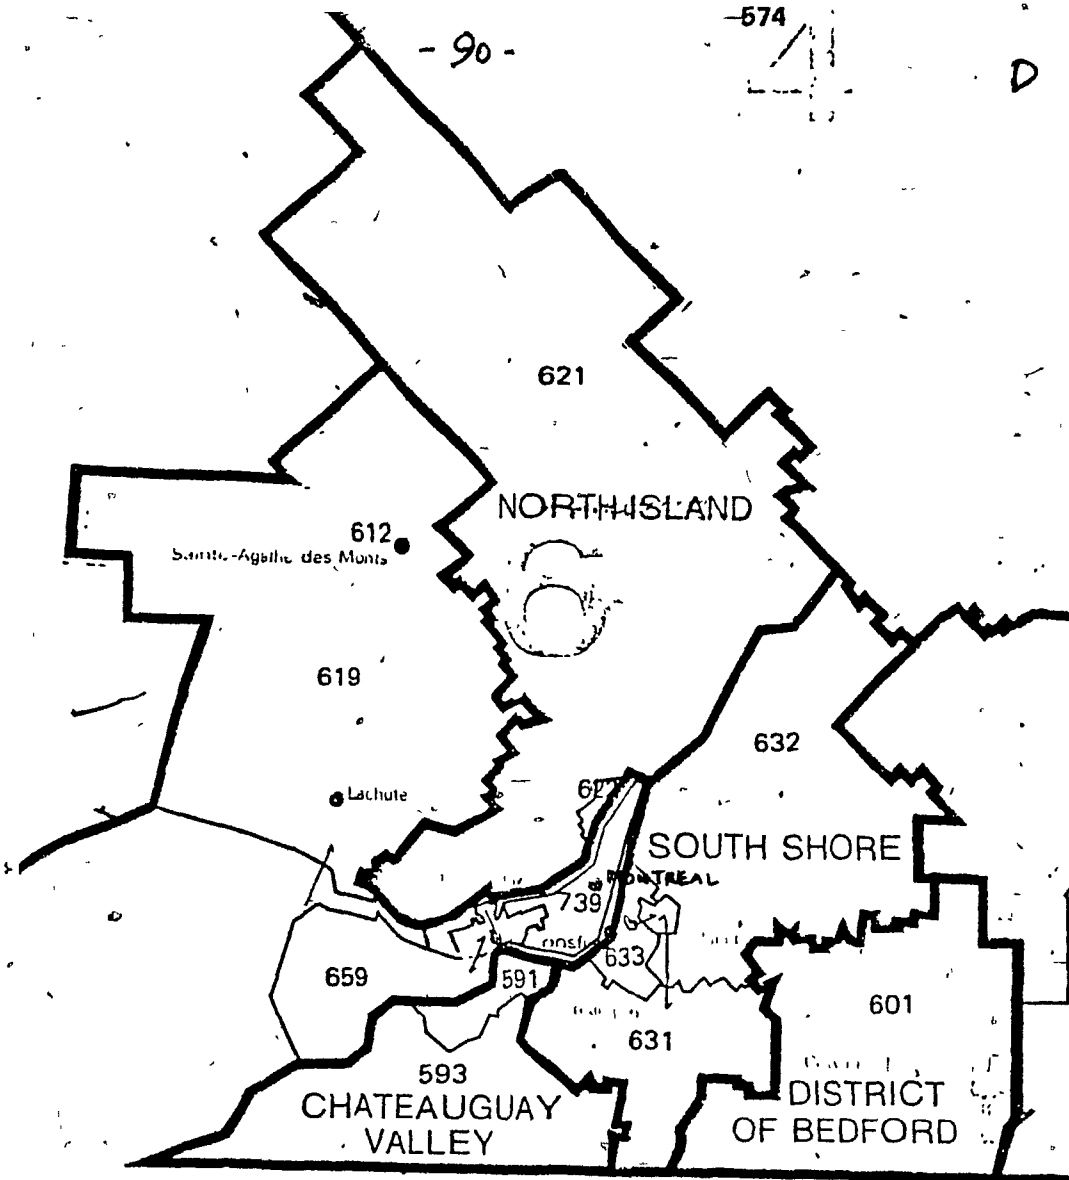 574
- 90 -
D
621
NORTH ISLAND
612
Sainte-Agathe des Monts
619
632
Lachute
SOUTH SHORE
MONTREAL
739
633
659
591
601
631
593
CHATEAUGUAY
VALLEY
DISTRICT
OF BEDFORD